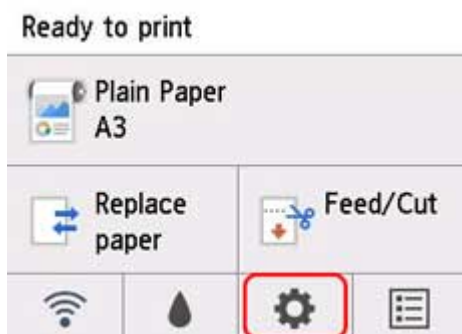 Ready to print
Plain Paper
A3
Replace
paper
Feed/Cut